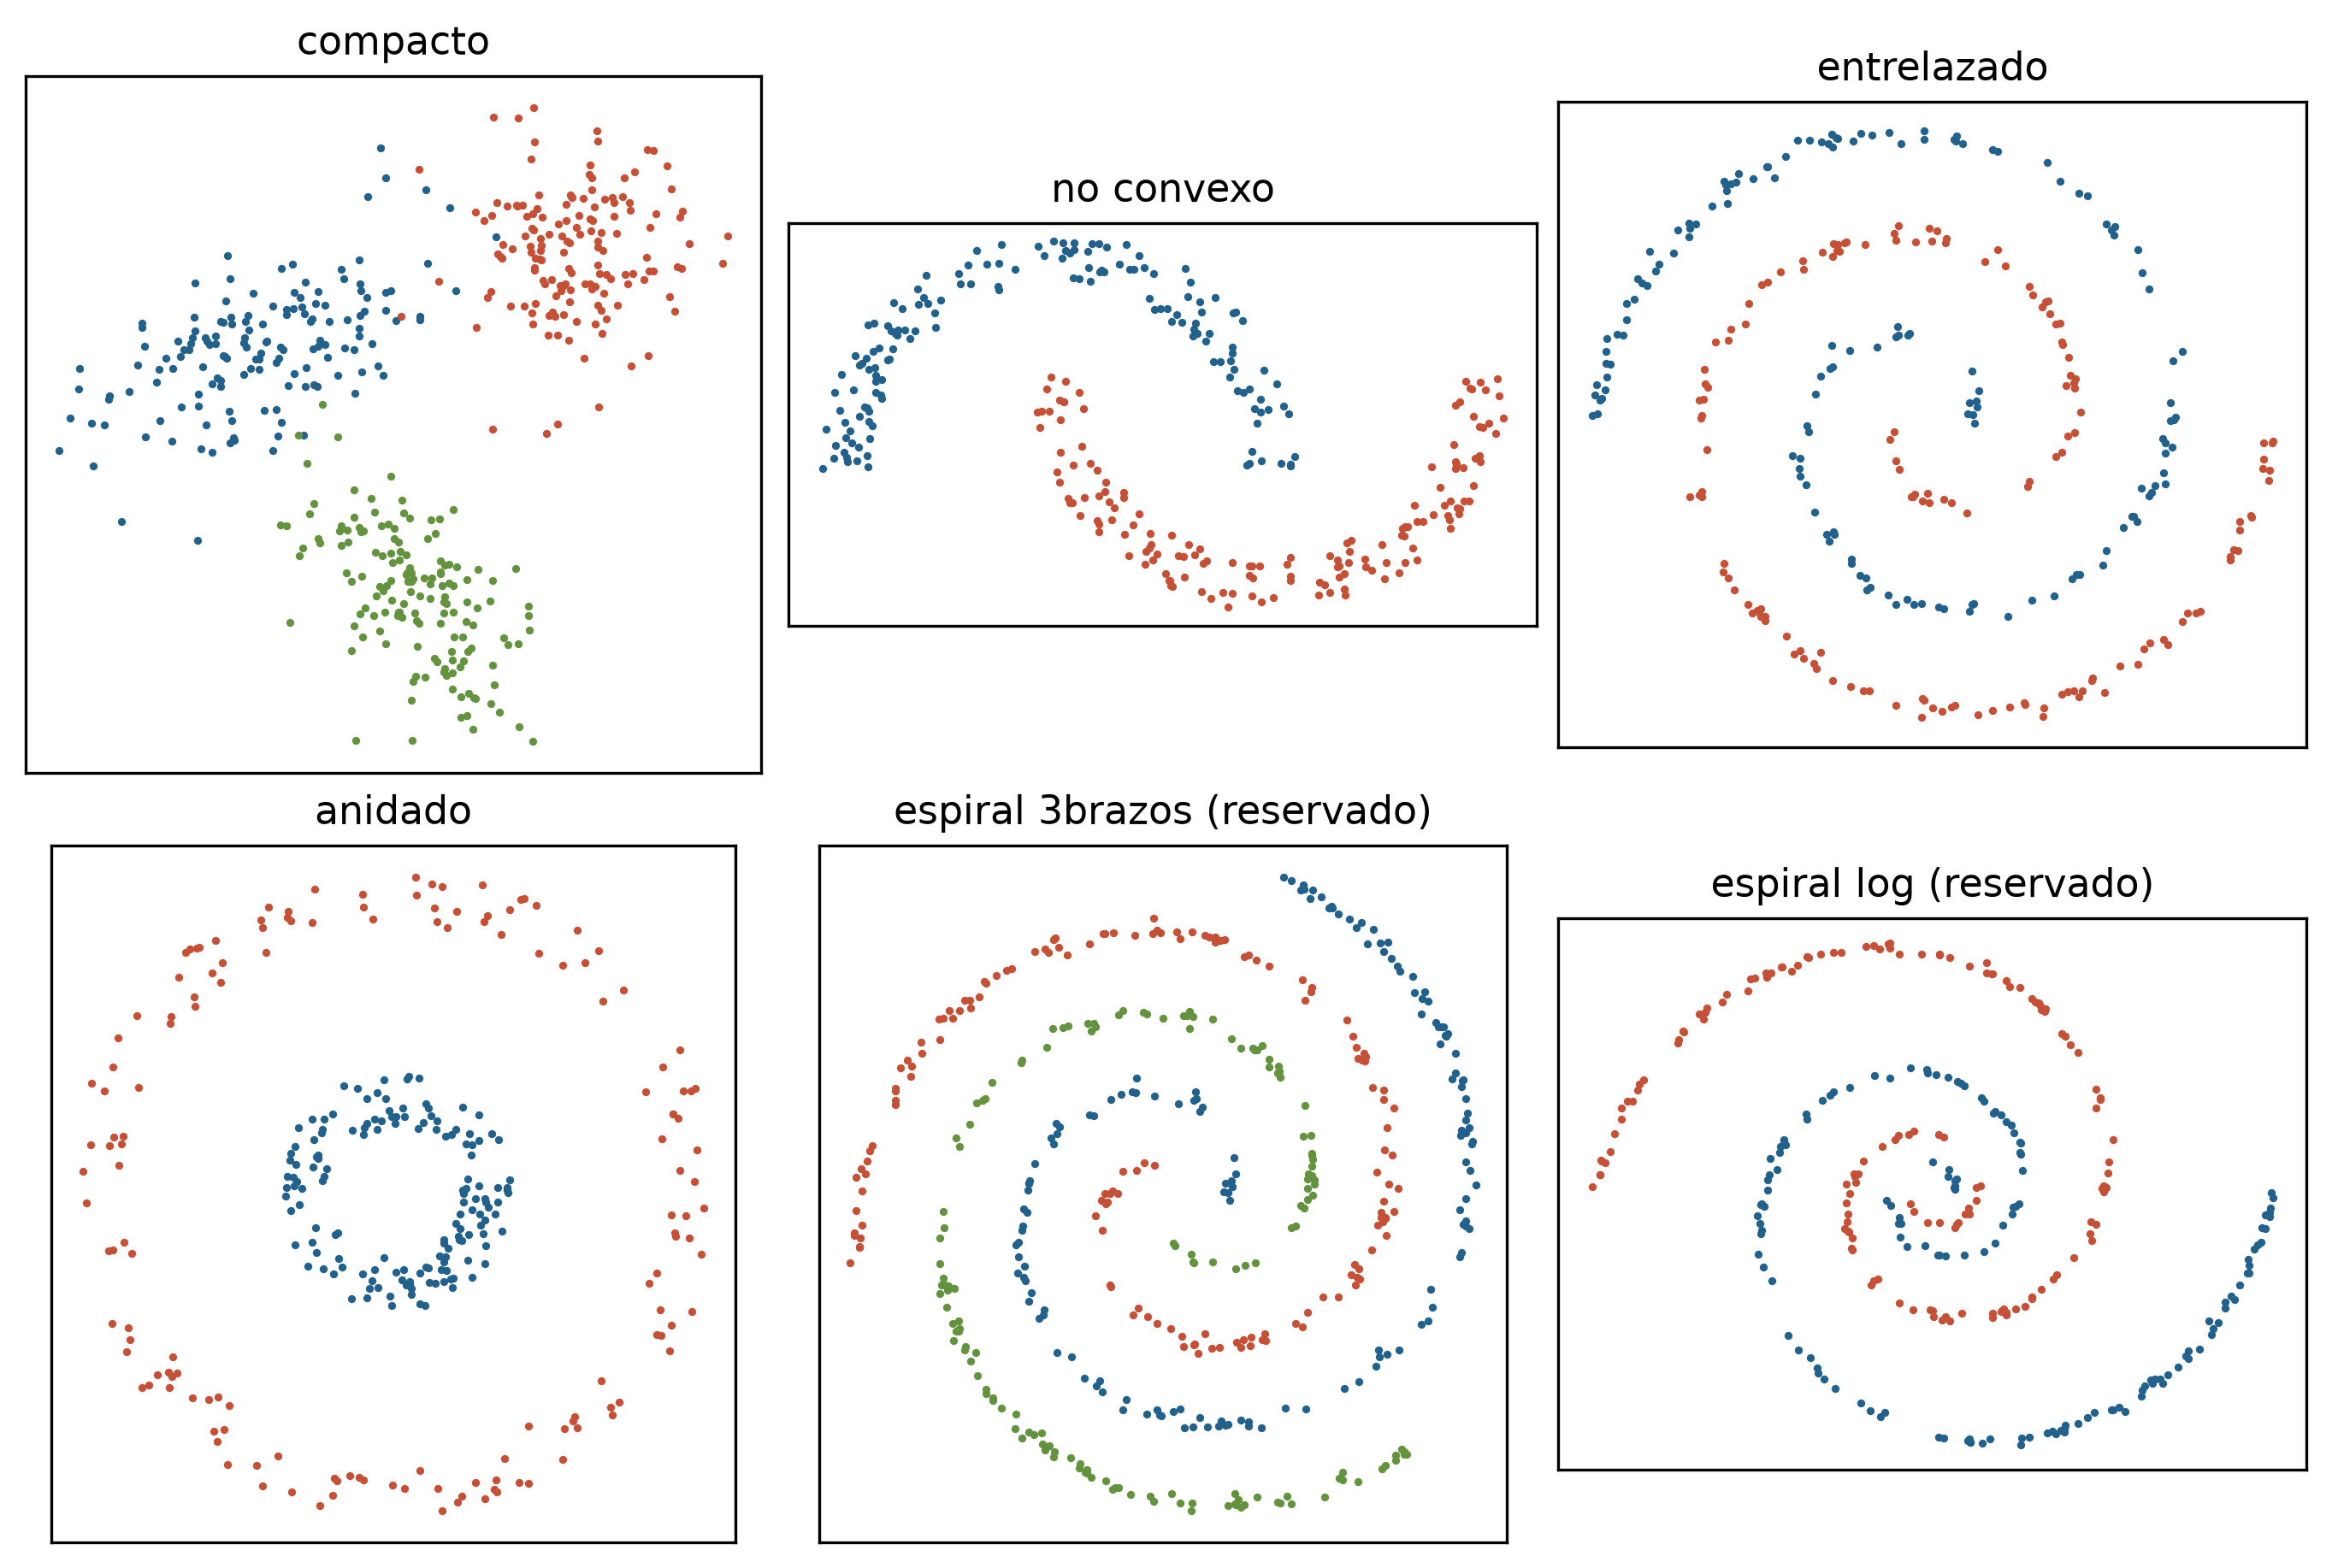 compacto
no convexo
entrelazado
anidado
espiral 3brazos (reservado)
espiral log (reservado)